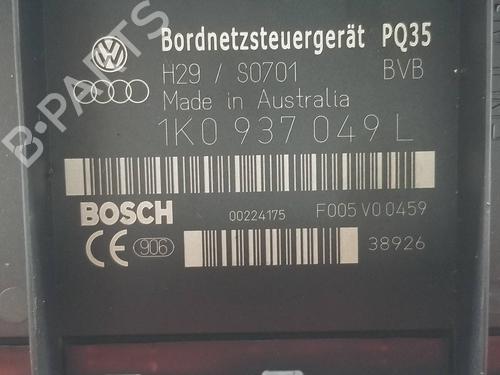 Bordnetzsteuergerät PQ35
H29 / S0701 BVB
Made in Australia
1K0 937 049 L
BOSCH 00224175 F005 V0 0459
CE 906 38926
B-PARTS